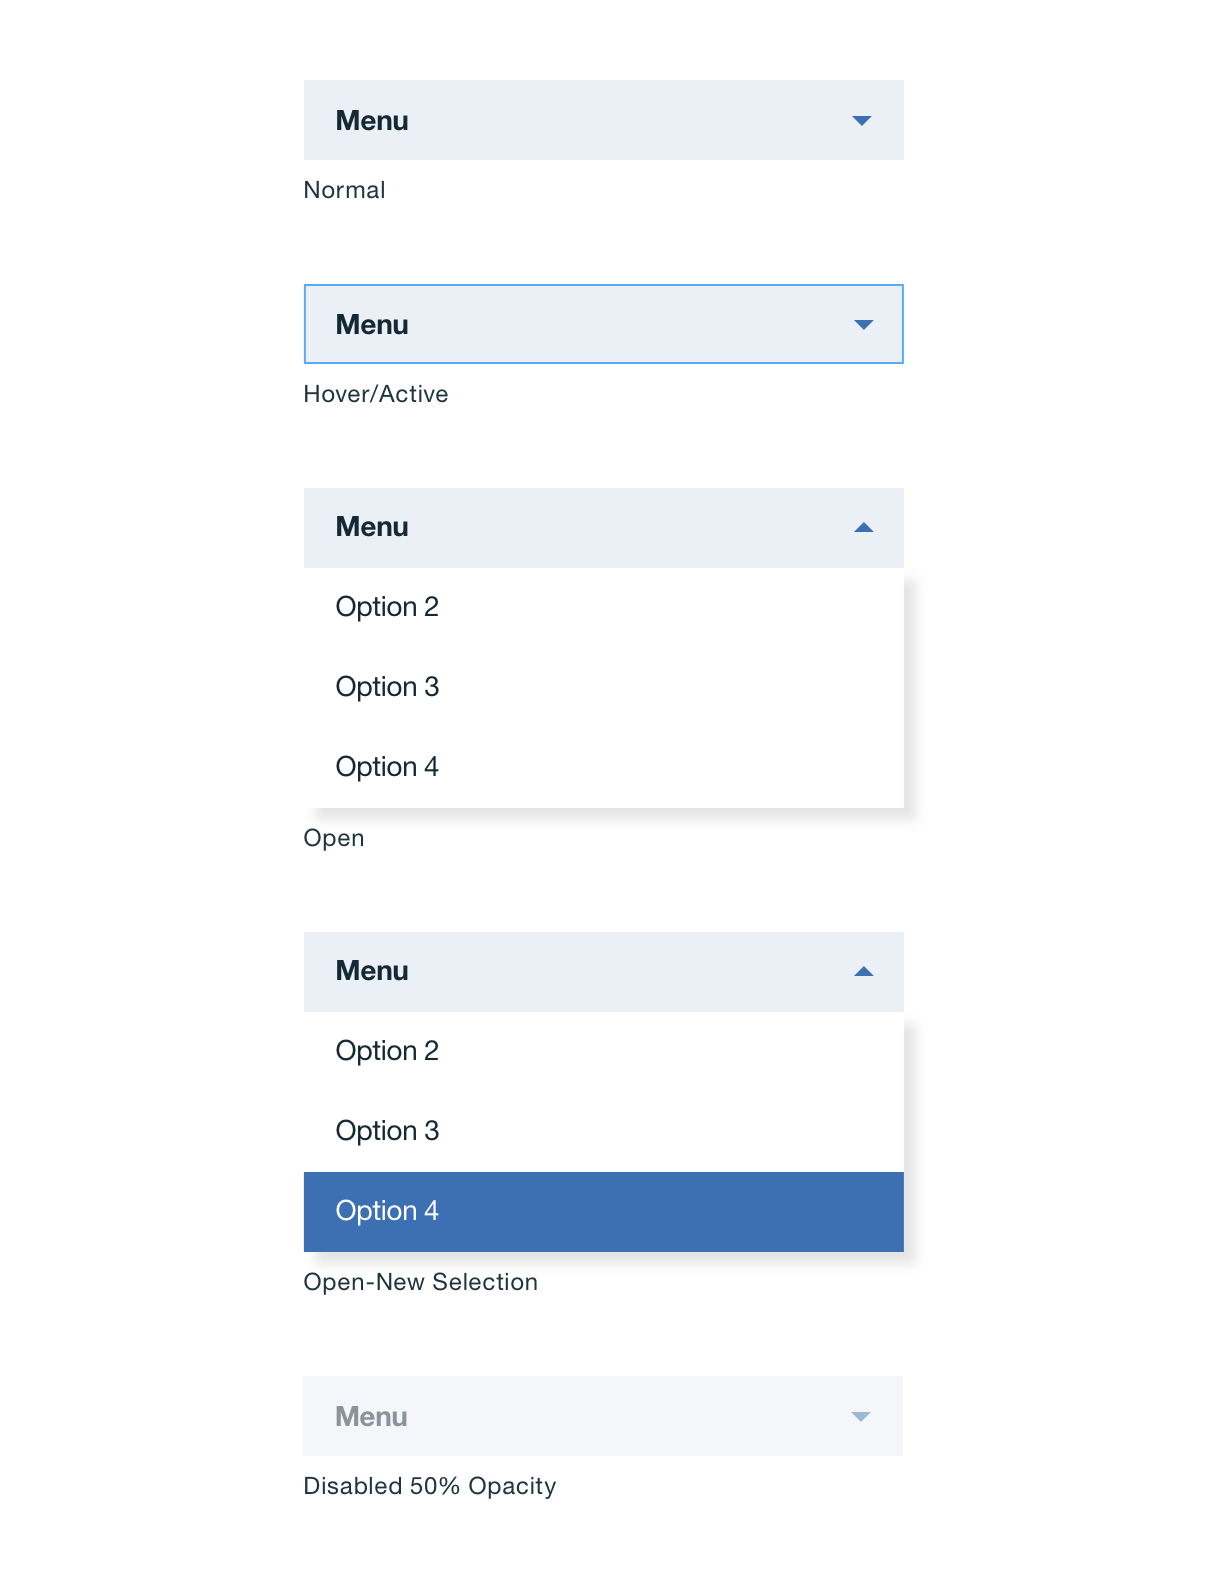 Menu
Normal
Menu
Hover/Active
Menu
Option 2
Option 3
Option 4
Open
Menu
Option 2
Option 3
Option 4
Open-New Selection
Menu
Disabled 50% Opacity